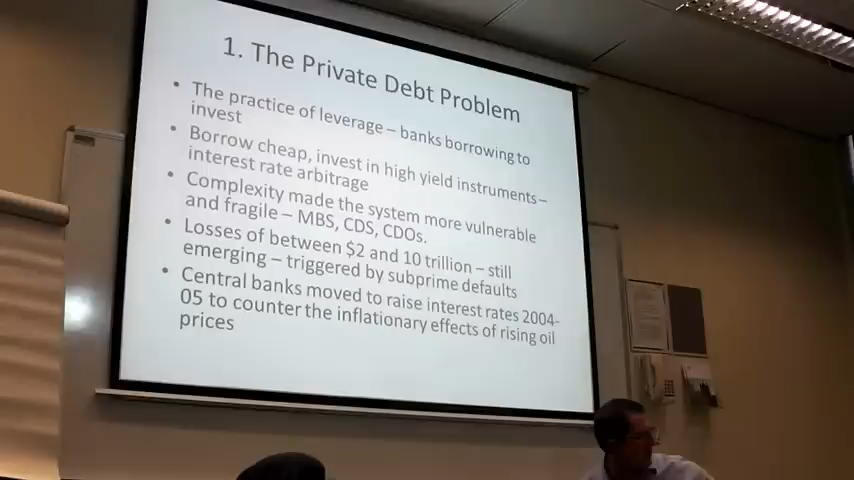 1. The Private Debt Problem
• The practice of leverage – banks borrowing to
invest
• Borrow cheap, invest in high yield instruments –
interest rate arbitrage
• Complexity made the system more vulnerable
and fragile – MBS, CDS, CDOs.
• Losses of between $2 and 10 trillion – still
emerging – triggered by subprime defaults
• Central banks moved to raise interest rates 2004-
05 to counter the inflationary effects of rising oil
prices